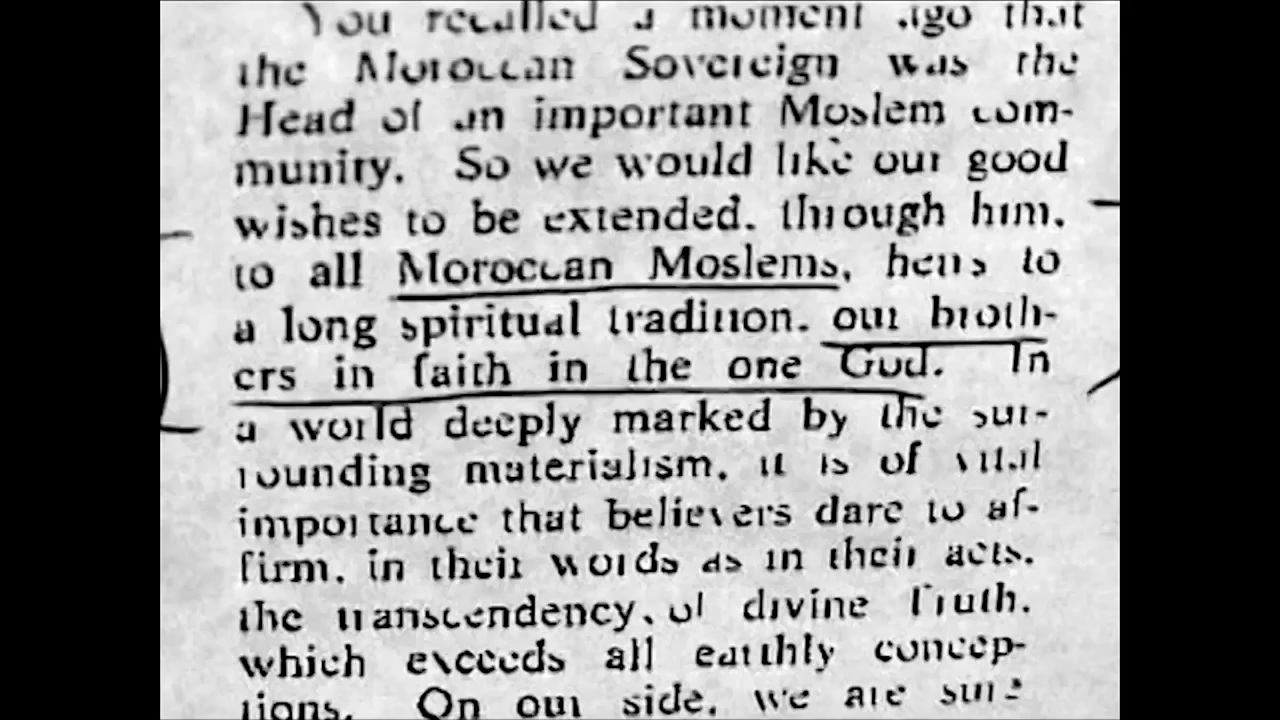 You recalled a moment ago that
the Moroccan Sovereign was the
Head of an important Moslem com-
munity. So we would like our good
wishes to be extended, through him,
to all Moroccan Moslems, heirs to
a long spiritual tradition, our broth-
ers in faith in the one God. In
a world deeply marked by the sur-
rounding materialism, it is of vital
importance that believers dare to af-
firm, in their words as in their acts,
the transcendency, of divine Truth,
which exceeds all earthly concep-
tions. On our side, we are sure